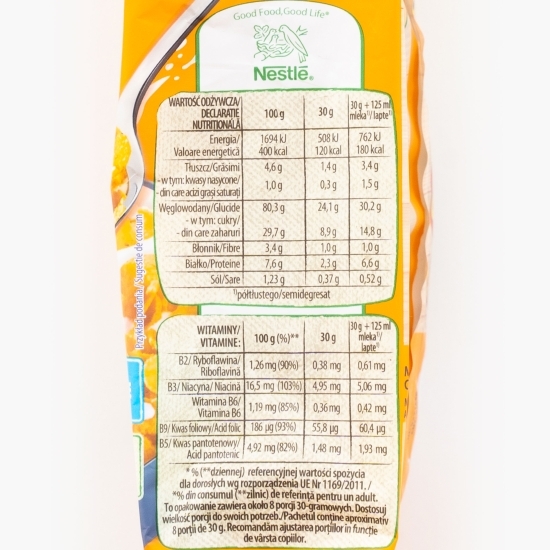 Good Food, Good Life*
Nestlé®
WARTOŚĆ ODŻYWCZA/ DECLARAȚIE NUTRIȚIONALĂ 100 g 30 g 30 g + 125 ml mleka¹⁾/ lapte¹⁾
Energia/ 1694 kJ 508 kJ 762 kJ
Valoare energetică 400 kcal 120 kcal 180 kcal
Tłuszcz/Grăsimi 4,6 g 1,4 g 3,4 g
- w tym: kwasy nasycone/
- din care acizi grași saturați 1,0 g 0,3 g 1,5 g
Węglowodany/Glucide 80,3 g 24,1 g 30,2 g
- w tym: cukry/
- din care zaharuri 29,7 g 8,9 g 14,8 g
Błonnik/Fibre 3,4 g 1,0 g 1,0 g
Białko/Proteine 7,6 g 2,3 g 6,6 g
Sól/Sare 1,23 g 0,37 g 0,52 g
¹⁾półtłustego/semidegresat
Przykład podania/Sugestie de consum
WITAMINY/ VITAMINE: 100 g (%)** 30 g 30 g + 125 ml mleka¹⁾/ lapte¹⁾
B2/ Ryboflawina/
Riboflavină 1,26 mg (90%) 0,38 mg 0,61 mg
B3/ Niacyna/ Niacină 16,5 mg (103%) 4,95 mg 5,06 mg
Witamina B6/
Vitamina B6 1,19 mg (85%) 0,36 mg 0,42 mg
B9/ Kwas foliowy/Acid folic 186 µg (93%) 55,8 µg 60,4 µg
B5/ Kwas pantotenowy/
Acid pantotenic 4,92 mg (82%) 1,48 mg 1,93 mg
* % (**dziennej) referencyjnej wartości spożycia
dla dorosłych wg rozporządzenia UE Nr 1169/2011. /
*% din consumul (**zilnic) de referință pentru un adult.
To opakowanie zawiera około 8 porcji 30-gramowych. Dostosuj
wielkość porcji do swoich potrzeb./Pachetul conține aproximativ
8 porții de 30 g. Recomandăm ajustarea porțiilor în funcție
de vârsta copiilor.